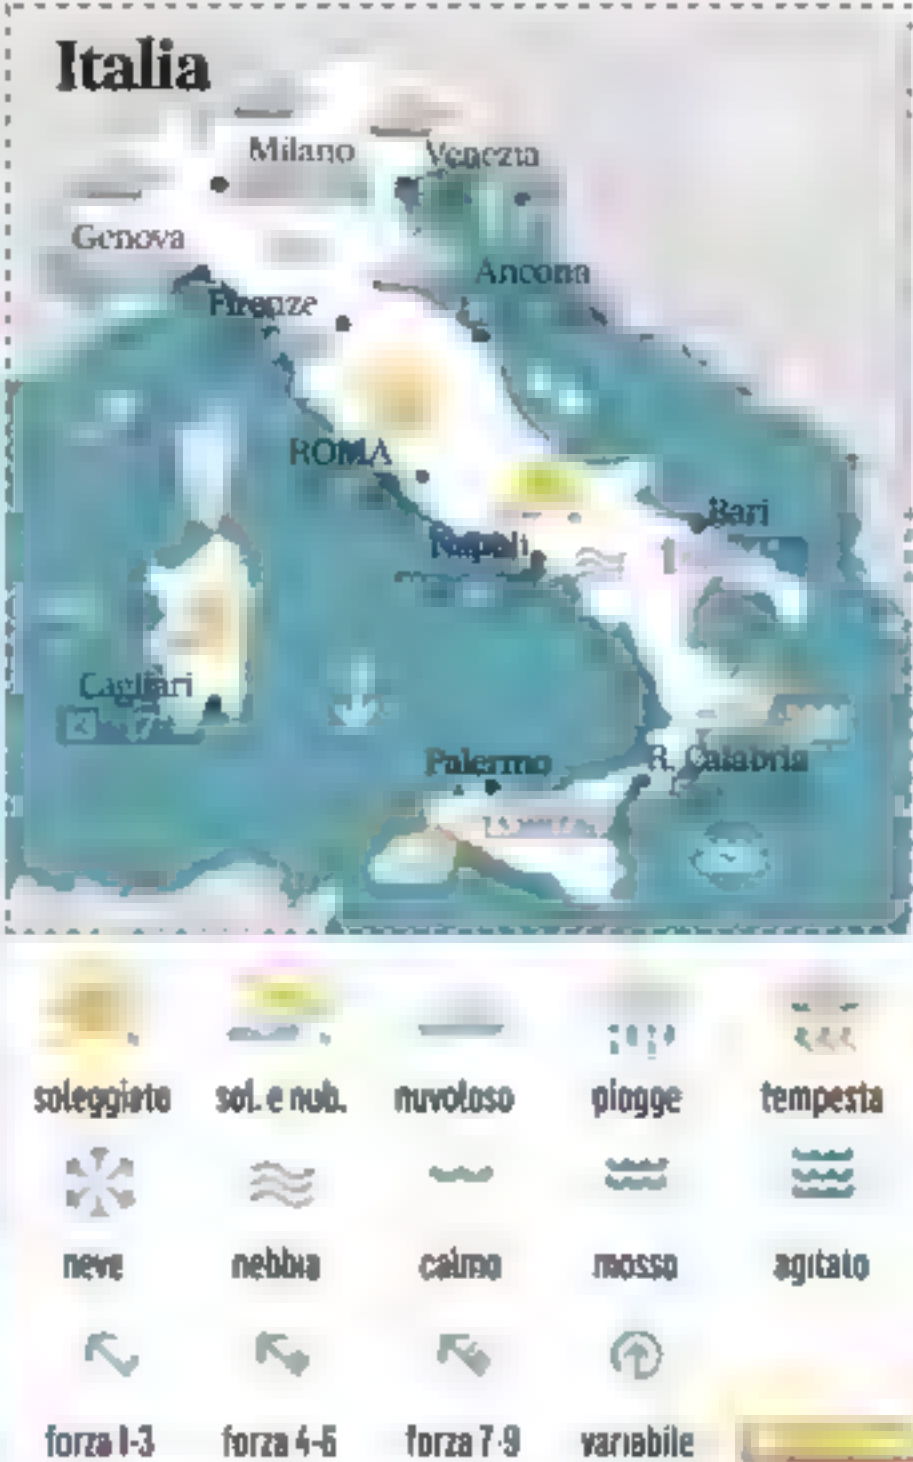 Italia
Milano
Venezia
Genova
Ancona
Firenze
ROMA
Bari
Napoli
Cagliari
Palermo
R. Calabria
soleggiato sol. e nub. nuvoloso piogge tempesta
neve nebbia calmo mosso agitato
forza 1-3 forza 4-6 forza 7-9 variabile